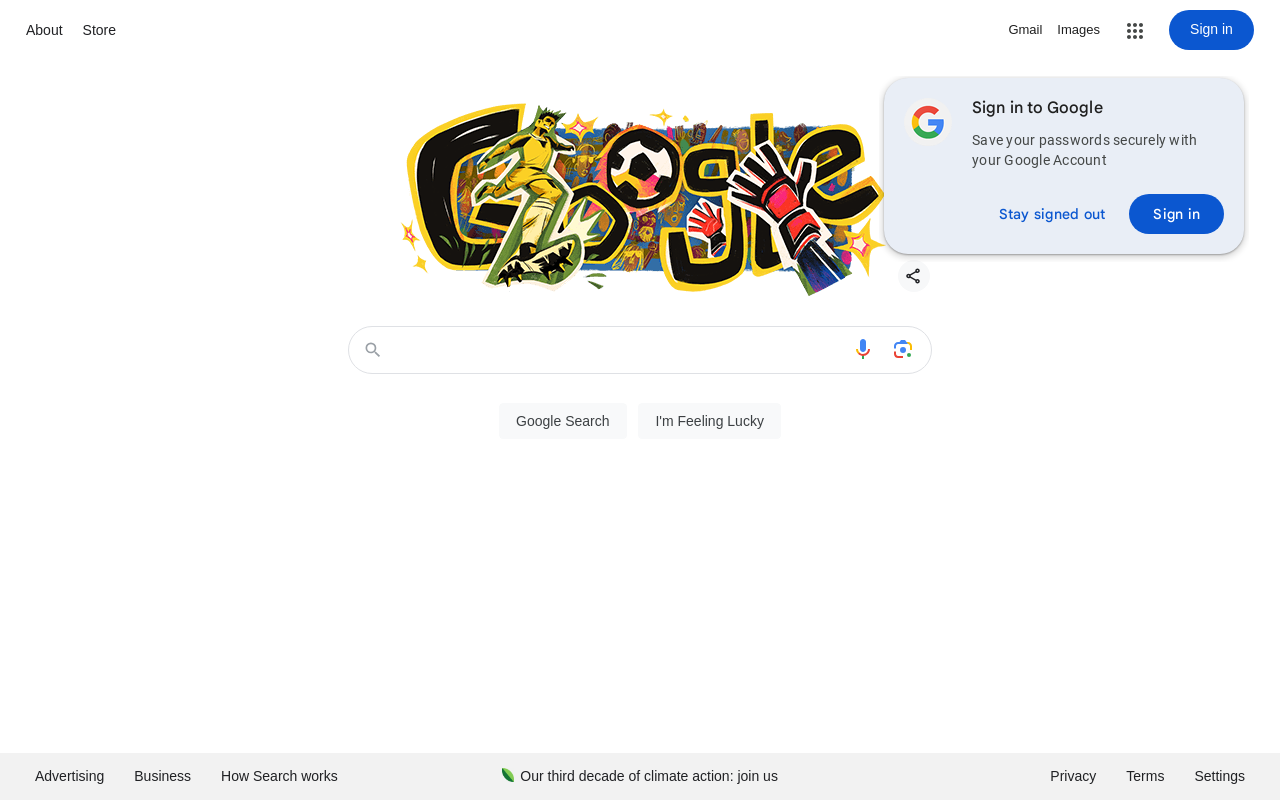 About Store
Gmail Images Sign in
Google
Sign in to Google
Save your passwords securely with
your Google Account
Stay signed out Sign in
Google Search I'm Feeling Lucky
Advertising Business How Search works Our third decade of climate action: join us Privacy Terms Settings